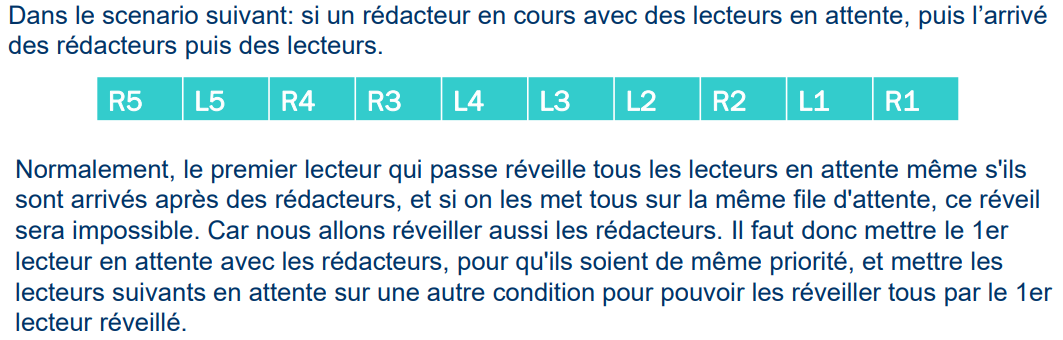 Dans le scenario suivant: si un rédacteur en cours avec des lecteurs en attente, puis l’arrivé
des rédacteurs puis des lecteurs.
R5 L5 R4 R3 L4 L3 L2 R2 L1 R1
Normalement, le premier lecteur qui passe réveille tous les lecteurs en attente même s'ils
sont arrivés après des rédacteurs, et si on les met tous sur la même file d'attente, ce réveil
sera impossible. Car nous allons réveiller aussi les rédacteurs. Il faut donc mettre le 1er
lecteur en attente avec les rédacteurs, pour qu'ils soient de même priorité, et mettre les
lecteurs suivants en attente sur une autre condition pour pouvoir les réveiller tous par le 1er
lecteur réveillé.